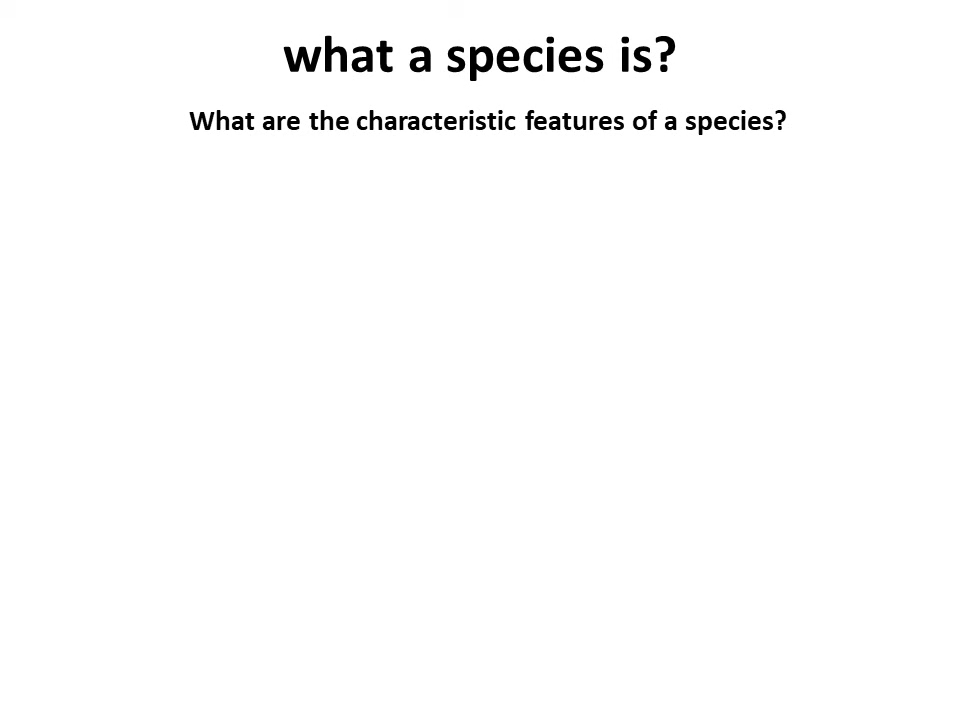 what a species is?
What are the characteristic features of a species?